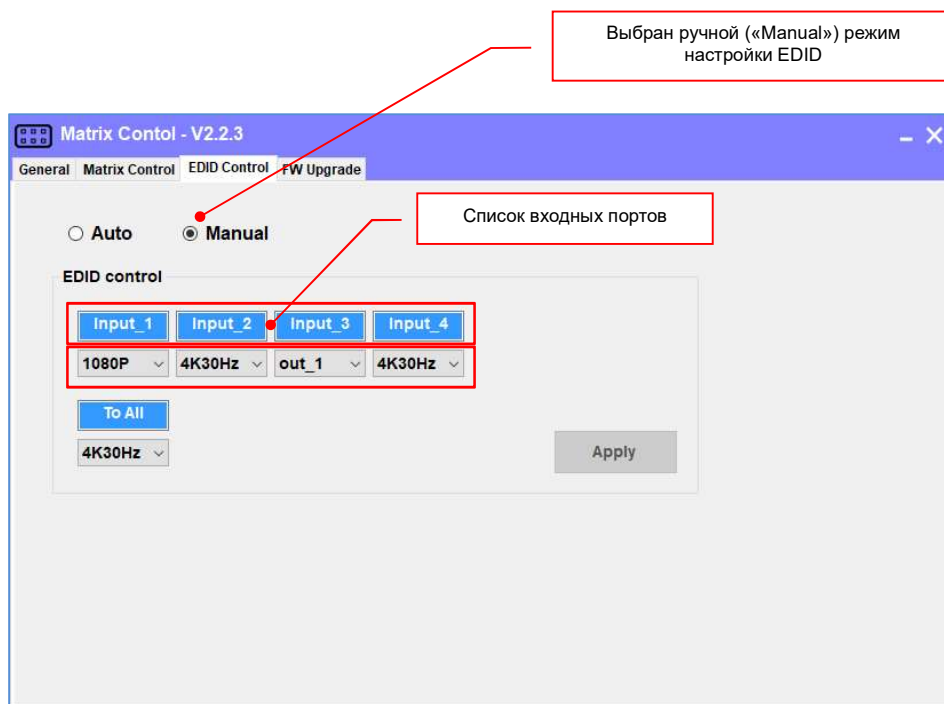 Выбран ручной («Manual») режим
настройки EDID
Matrix Contol - V2.2.3
General Matrix Control EDID Control FW Upgrade
Список входных портов
Auto Manual
EDID control
Input_1 Input_2 Input_3 Input_4
1080P 4K30Hz out_1 4K30Hz
To All
4K30Hz
Apply